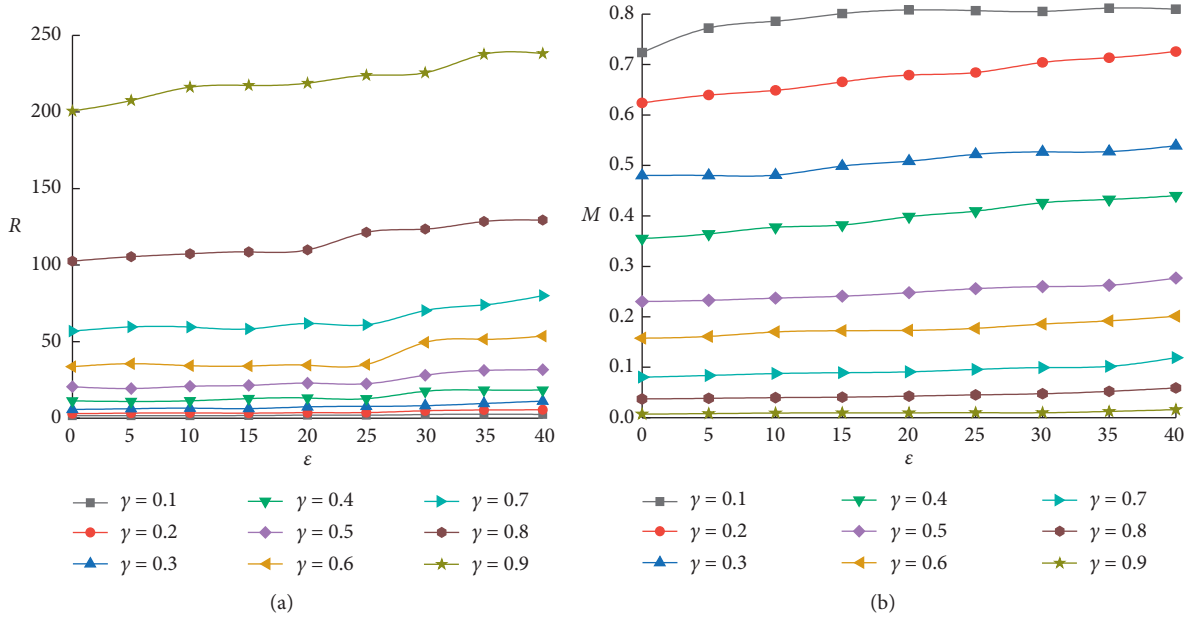 250
200
150
R
100
50
0
0 5 10 15 20 25 30 35 40
ε
γ = 0.1 γ = 0.4 γ = 0.7
γ = 0.2 γ = 0.5 γ = 0.8
γ = 0.3 γ = 0.6 γ = 0.9
(a)
0.8
0.7
0.6
0.5
M 0.4
0.3
0.2
0.1
0.0
0 5 10 15 20 25 30 35 40
ε
γ = 0.1 γ = 0.4 γ = 0.7
γ = 0.2 γ = 0.5 γ = 0.8
γ = 0.3 γ = 0.6 γ = 0.9
(b)